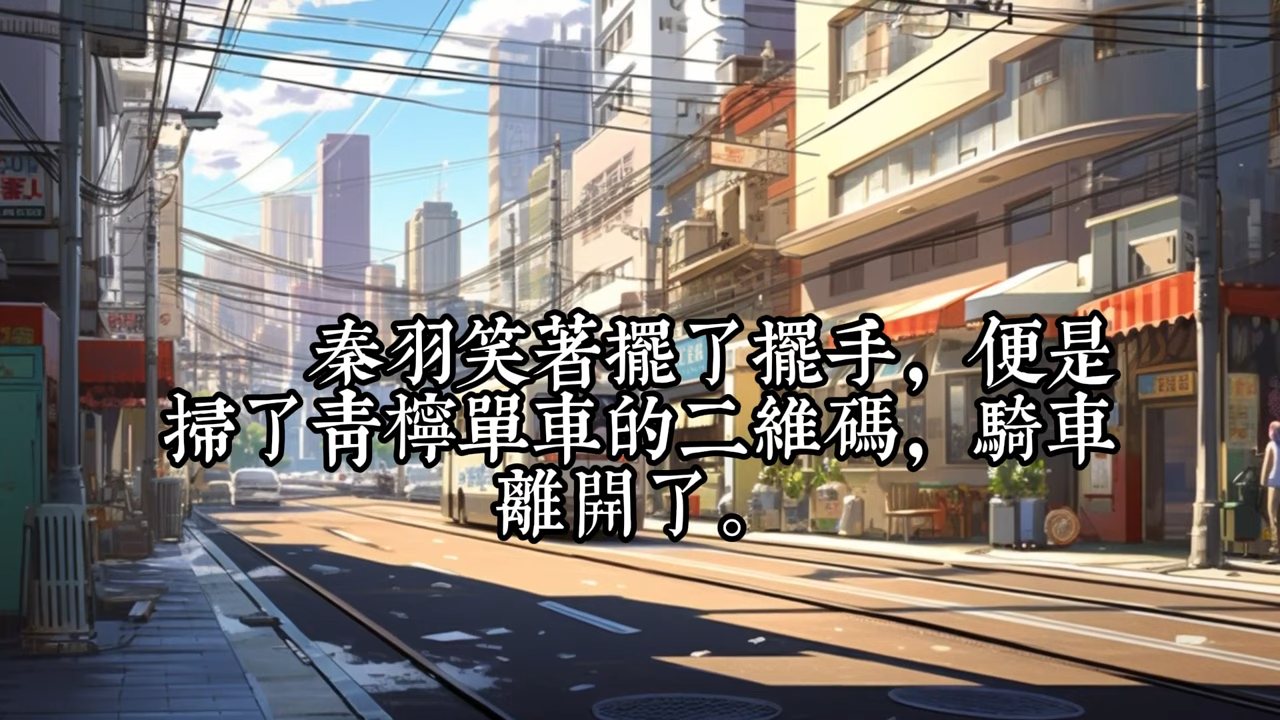 秦羽笑著擺了擺手，便是
掃了青檸單車的二維碼，騎車
離開了。